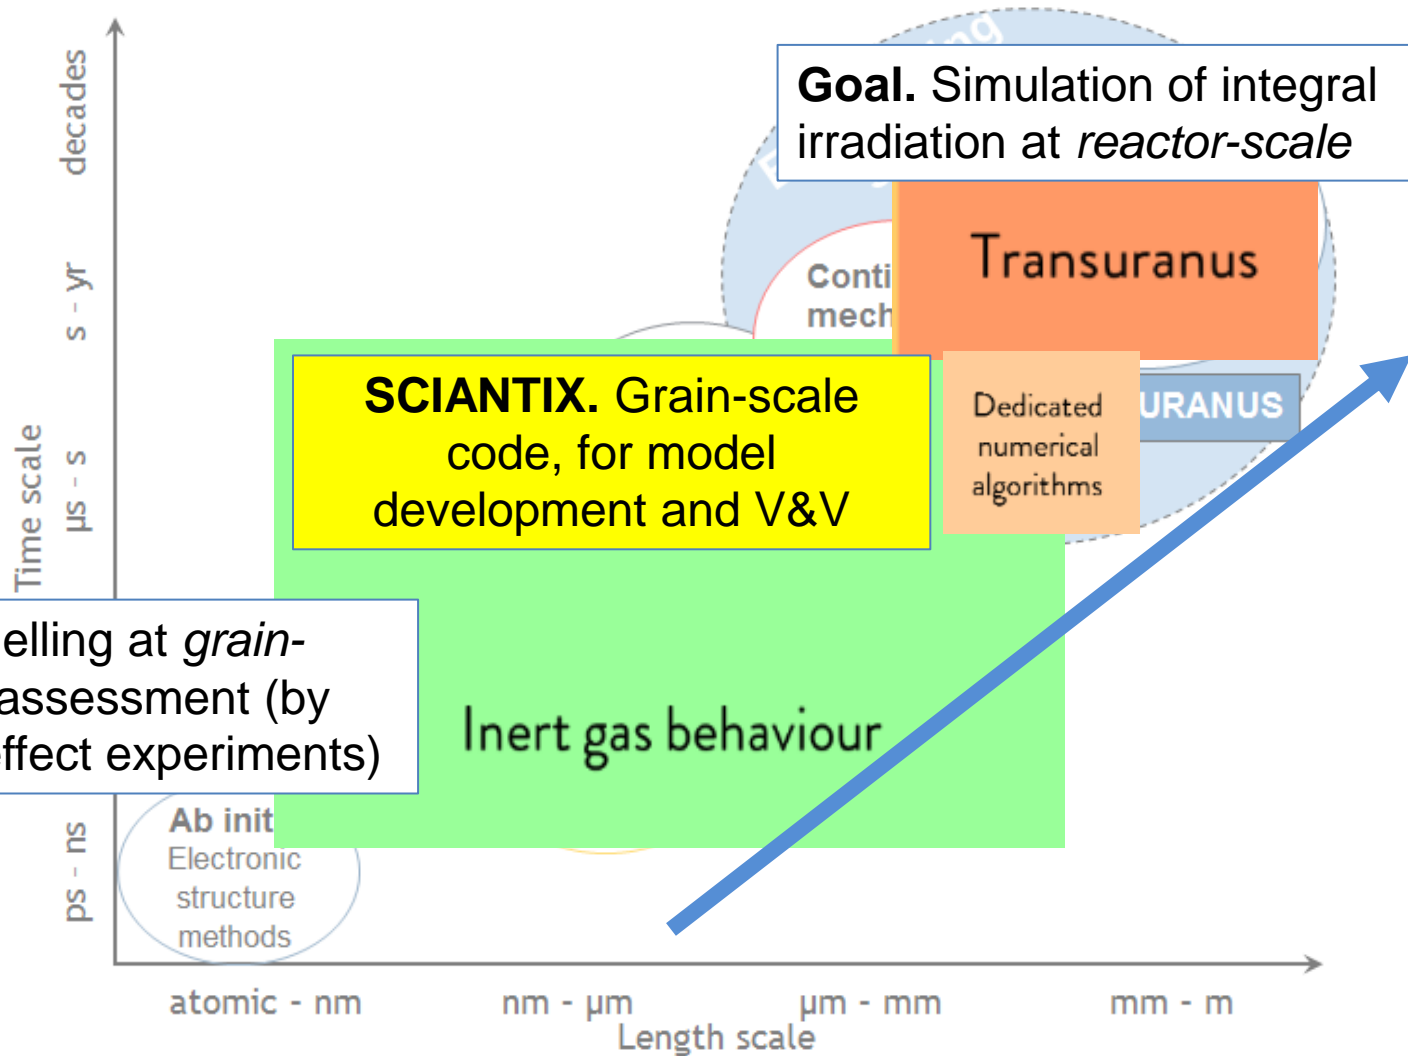 Goal. Simulation of integral
irradiation at reactor-scale
Transuranus
SCIANTIX. Grain-scale
code, for model
development and V&V
Dedicated
numerical
algorithms
URANUS
Conti
mech
elling at grain-
assessment (by
effect experiments)
Inert gas behaviour
Ab init
Electronic
structure
methods
Time scale
decades
s - yr
µs - s
ps - ns
atomic - nm
nm - µm
µm - mm
mm - m
Length scale